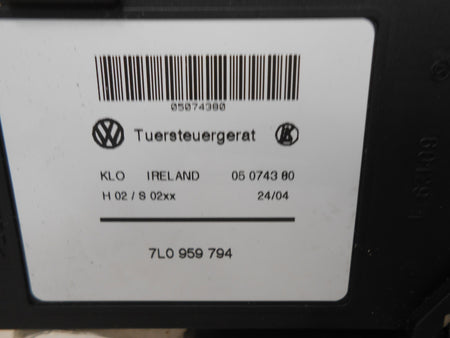 05074380
Tuersteuergerat
KLO IRELAND 05 0743 80
H 02 / S 02xx 24/04
7L0 959 794